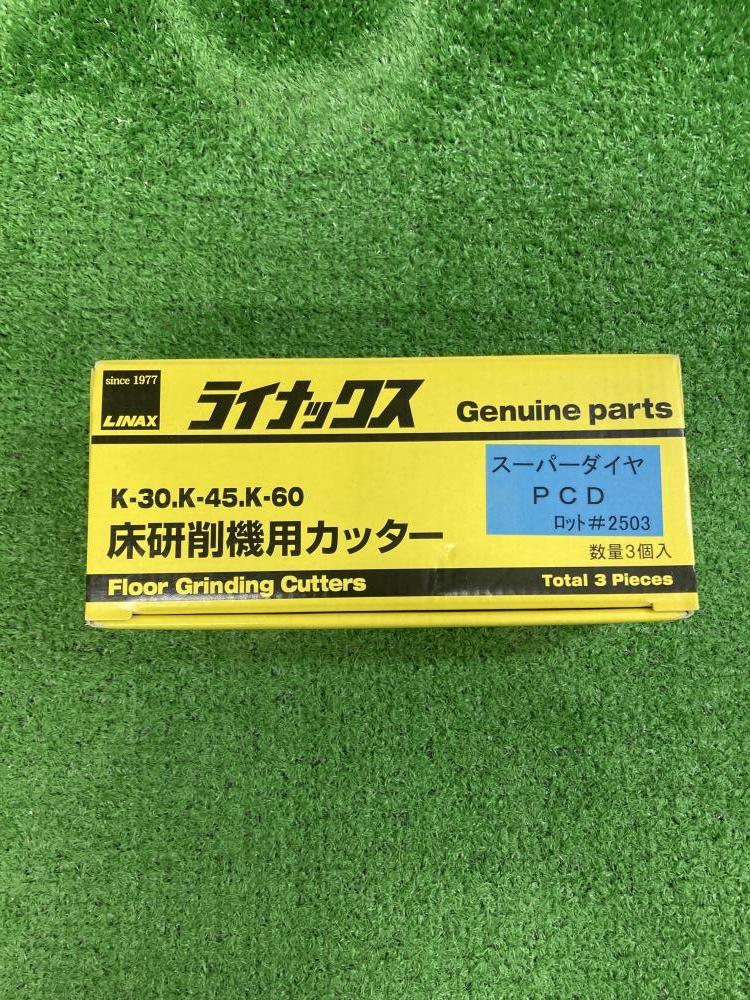 since 1977
LINAX
ライナックス
Genuine parts
K-30.K-45.K-60
床研削機用カッター
スーパーダイヤ
ＰＣＤ
ﾛｯﾄ＃2503
数量3個入
Floor Grinding Cutters
Total 3 Pieces